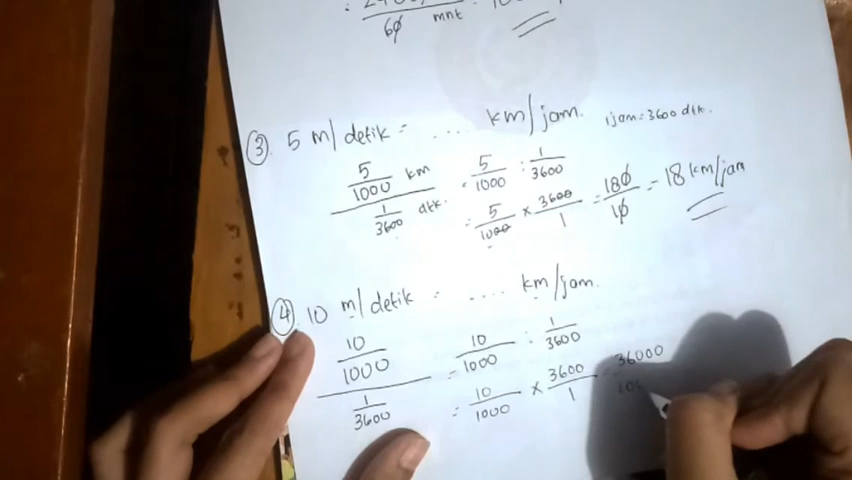 60 mnt.
③. 5 m/detik = .... km/jam. 1jam = 3600 dtk.
5/1000 km / 1/3600 dtk = 5/1000 : 1/3600
= 5/1000 × 3600/1 = 180/10 = 18 km/jam
④. 10 m/detik = .... km/jam.
10/1000 / 1/3600 = 10/1000 : 1/3600
= 10/1000 × 3600/1 = 36000